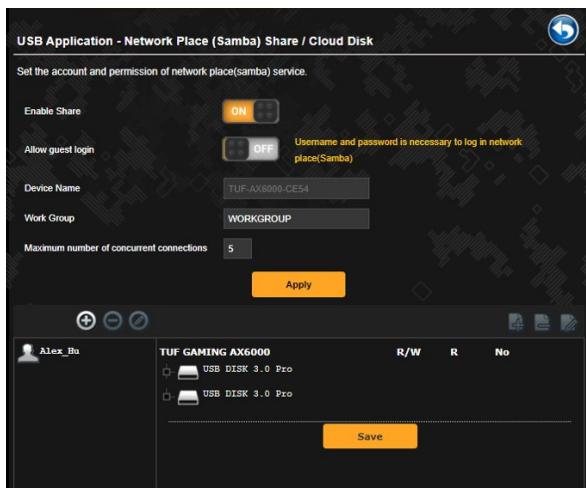 USB Application - Network Place (Samba) Share / Cloud Disk
Set the account and permission of network place(samba) service.
Enable Share
ON
Allow guest login
OFF
Username and password is necessary to log in network
place(Samba)
Device Name
TUF-AX6000-CE54
Work Group
WORKGROUP
Maximum number of concurrent connections
5
Apply
Alex_Hu
TUF GAMING AX6000 R/W R No
USB DISK 3.0 Pro
USB DISK 3.0 Pro
Save